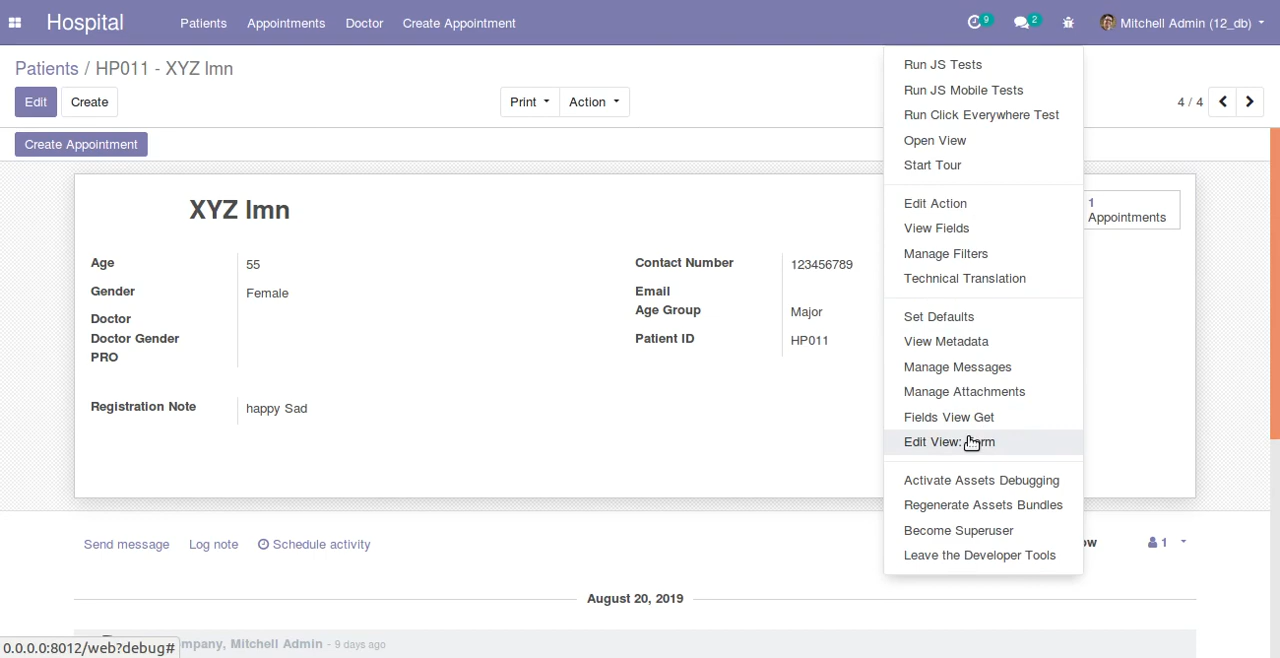 Hospital Patients Appointments Doctor Create Appointment 9 2 Mitchell Admin (12_db)
Patients / HP011 - XYZ lmn
Edit Create Print Action 4 / 4
Create Appointment
XYZ lmn
1
Appointments
Age 55
Gender Female
Doctor
Doctor Gender
PRO
Registration Note happy Sad
Contact Number 123456789
Email
Age Group Major
Patient ID HP011
Run JS Tests
Run JS Mobile Tests
Run Click Everywhere Test
Open View
Start Tour
Edit Action
View Fields
Manage Filters
Technical Translation
Set Defaults
View Metadata
Manage Messages
Manage Attachments
Fields View Get
Edit View:
Activate Assets Debugging
Regenerate Assets Bundles
Become Superuser
Leave the Developer Tools
Send message Log note Schedule activity 1
August 20, 2019
Mitchell Admin - 9 days ago
0.0.0.0:8012/web?debug#